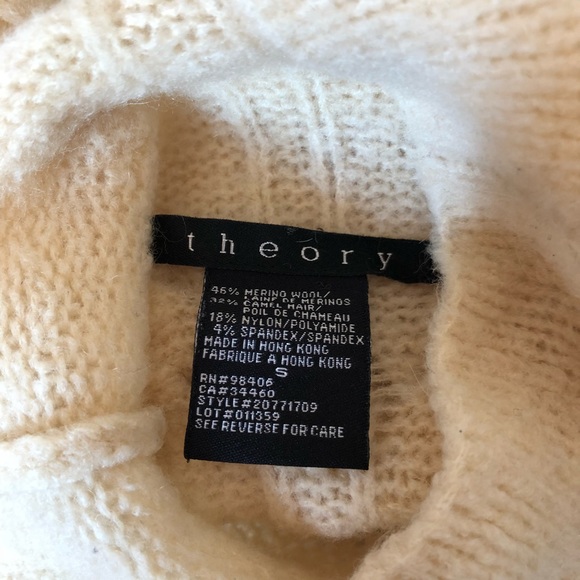 theory
46% MERINO WOOL/
LAINE DE MERINOS
32% CAMEL HAIR/
POIL DE CHAMEAU
18% NYLON/POLYAMIDE
4% SPANDEX/SPANDEX
MADE IN HONG KONG
FABRIQUE A HONG KONG
S
RN#98406
CA#34460
STYLE#20771709
LOT#011359
SEE REVERSE FOR CARE